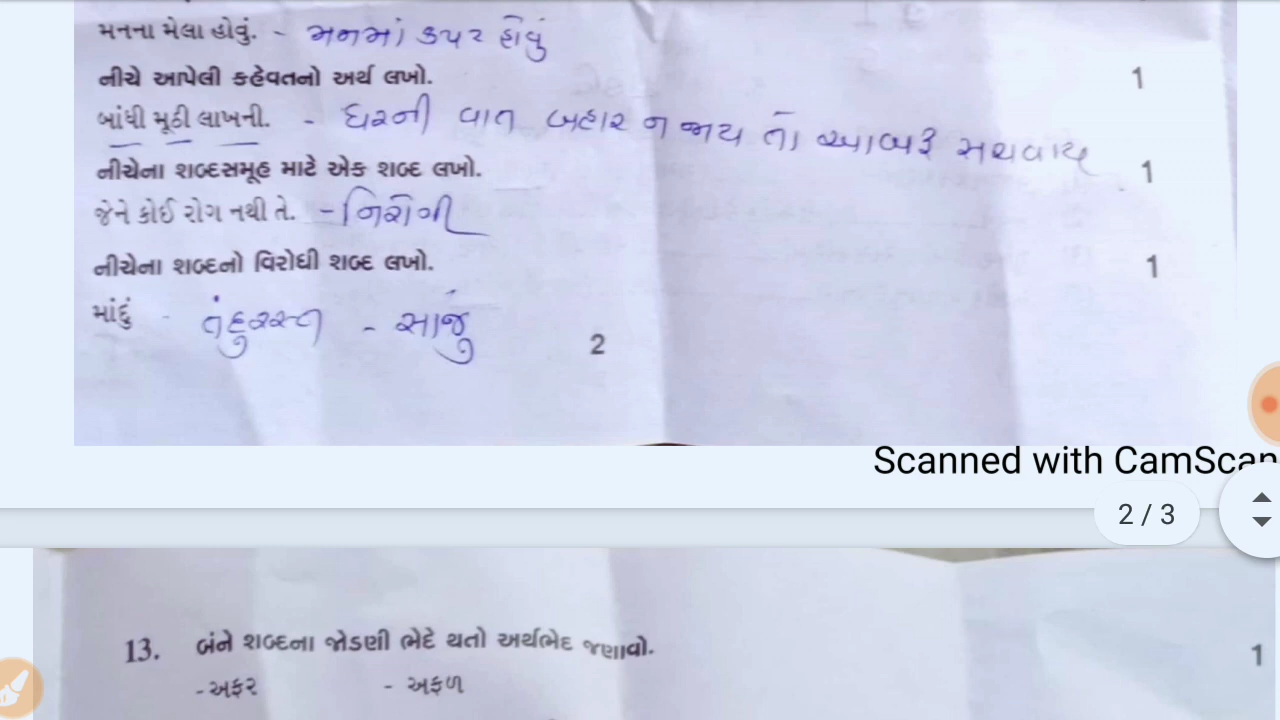 મનના મેલા હોવું. - મનમાં કપટ હોવું
નીચે આપેલી કહેવતનો અર્થ લખો. 1
બાંધી મૂઠી લાખની. - ઘરની વાત બહાર ન જાય તો આબરૂ સચવાય
નીચેના શબ્દસમૂહ માટે એક શબ્દ લખો. 1
જેને કોઈ રોગ નથી તે. - નિરોગી
નીચેના શબ્દનો વિરોધી શબ્દ લખો. 1
માંદું - તંદુરસ્ત - સાજું
2
Scanned with CamScan
2 / 3
13. બંને શબ્દના જોડણી ભેદે થતો અર્થભેદ જણાવો. 1
- અફર - અફળ